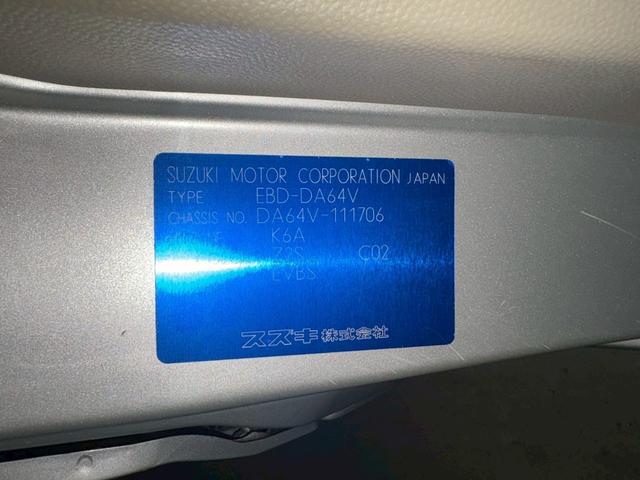 SUZUKI MOTOR CORPORATION JAPAN
TYPE EBD-DA64V
CHASSIS NO. DA64V-111706
K6A
Z2S C02
スズキ株式会社